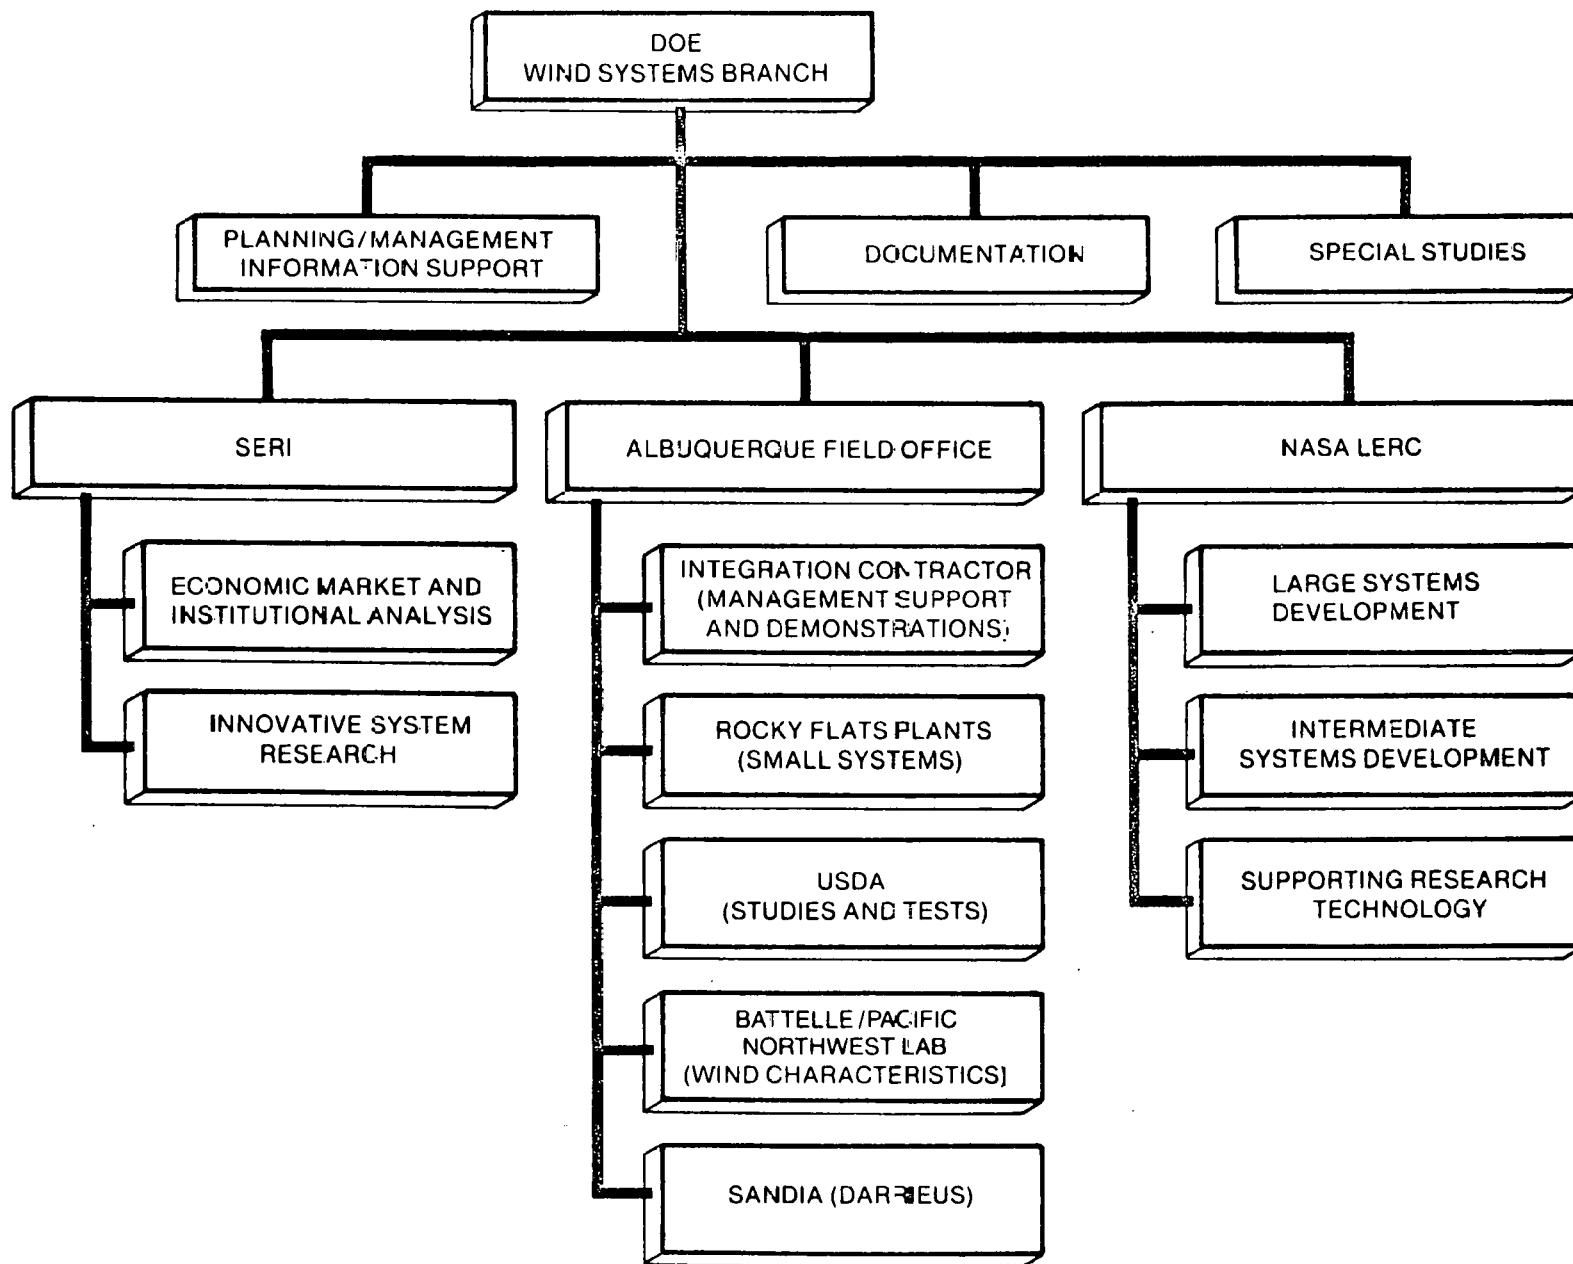 DOE
WIND SYSTEMS BRANCH
PLANNING/MANAGEMENT
INFORMATION SUPPORT
DOCUMENTATION
SPECIAL STUDIES
SERI
ALBUQUERQUE FIELD OFFICE
NASA LERC
ECONOMIC MARKET AND
INSTITUTIONAL ANALYSIS
INNOVATIVE SYSTEM
RESEARCH
INTEGRATION CONTRACTOR
(MANAGEMENT SUPPORT
AND DEMONSTRATIONS)
ROCKY FLATS PLANTS
(SMALL SYSTEMS)
USDA
(STUDIES AND TESTS)
BATTELLE/PACIFIC
NORTHWEST LAB
(WIND CHARACTERISTICS)
SANDIA (DARRIEUS)
LARGE SYSTEMS
DEVELOPMENT
INTERMEDIATE
SYSTEMS DEVELOPMENT
SUPPORTING RESEARCH
TECHNOLOGY